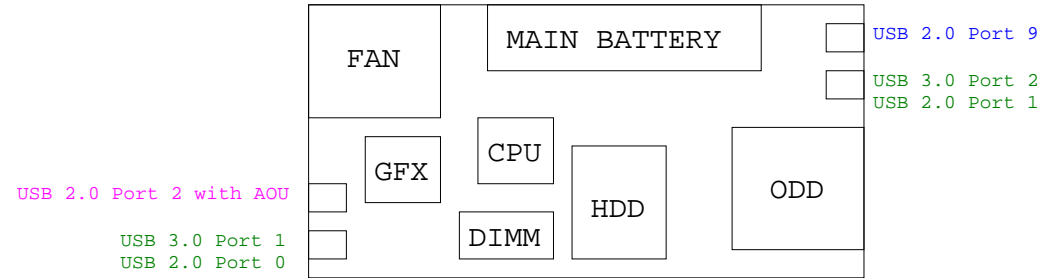 MAIN BATTERY
USB 2.0 Port 9
FAN
USB 3.0 Port 2
USB 2.0 Port 1
CPU
GFX
ODD
USB 2.0 Port 2 with AOU
HDD
DIMM
USB 3.0 Port 1
USB 2.0 Port 0